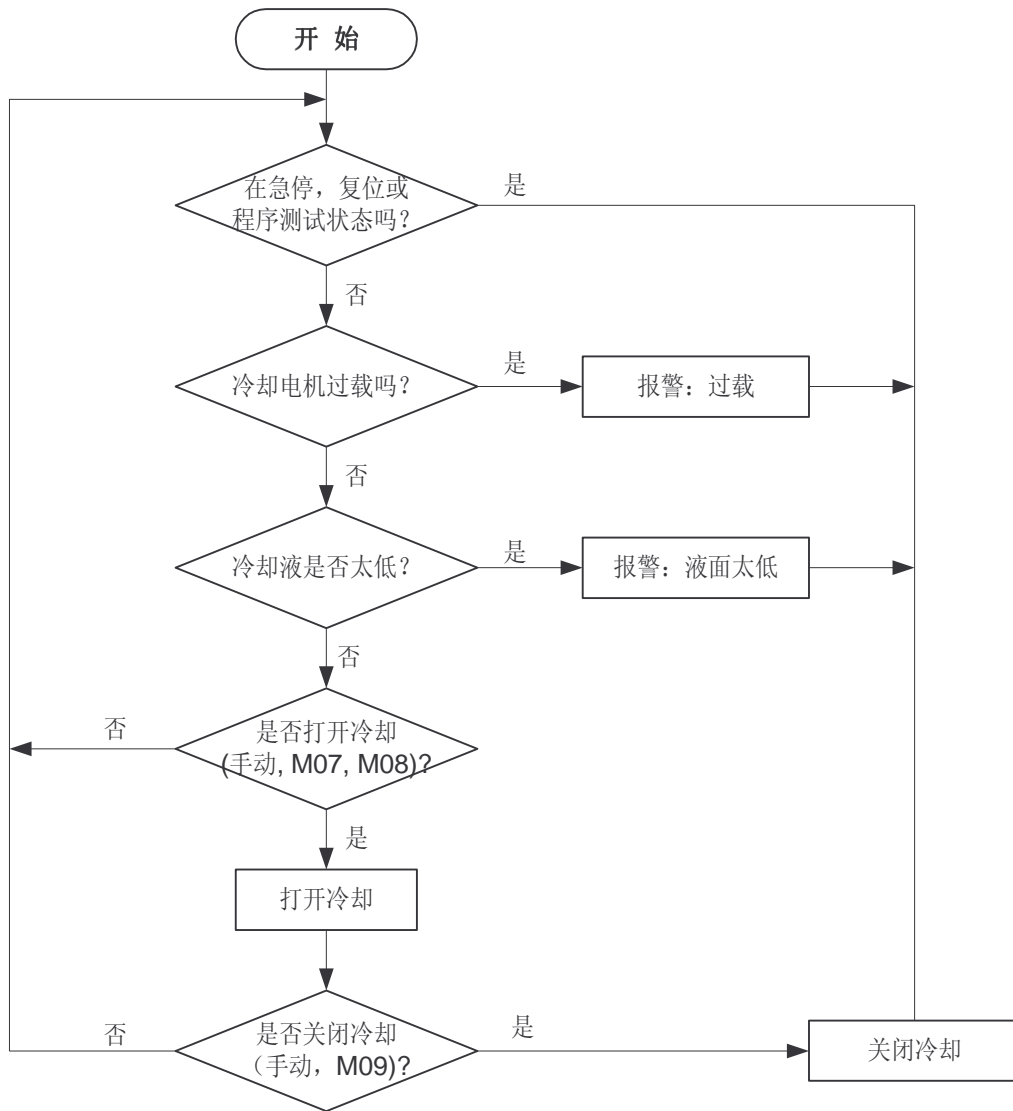 开 始
在急停，复位或
程序测试状态吗？
是
否
冷却电机过载吗？
是
报警：过载
否
冷却液是否太低？
是
报警：液面太低
否
否
是否打开冷却
(手动, M07, M08)?
是
打开冷却
否
是否关闭冷却
（手动，M09)?
是
关闭冷却